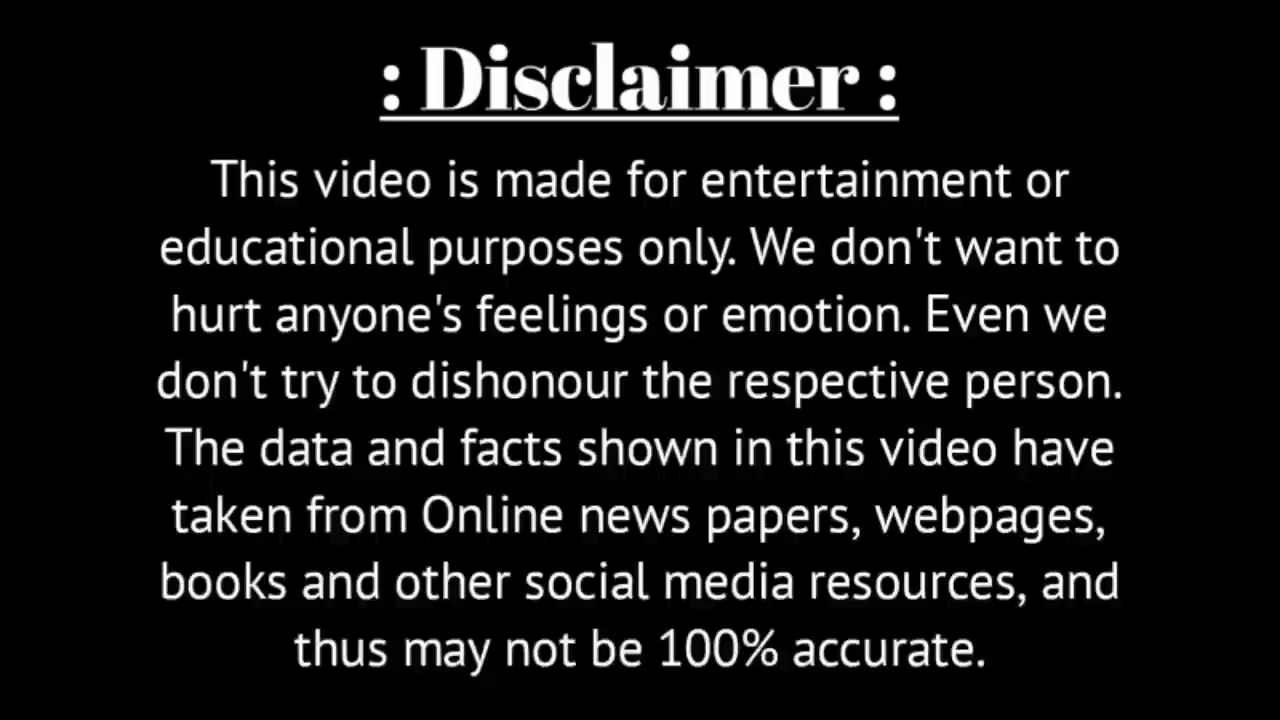 : Disclaimer :
This video is made for entertainment or
educational purposes only. We don't want to
hurt anyone's feelings or emotion. Even we
don't try to dishonour the respective person.
The data and facts shown in this video have
taken from Online news papers, webpages,
books and other social media resources, and
thus may not be 100% accurate.